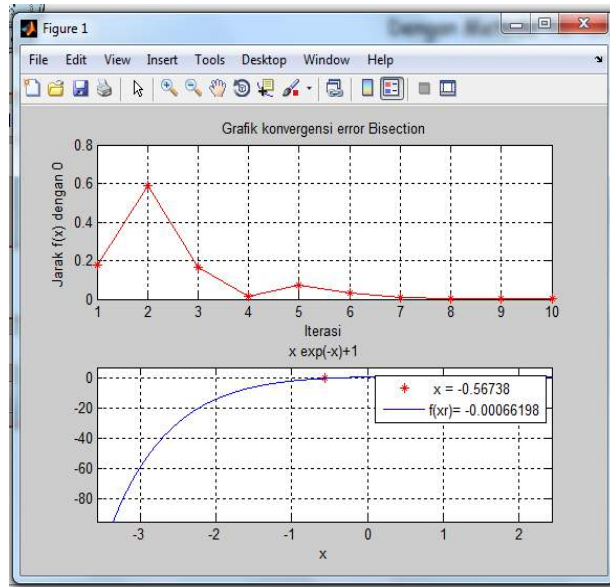 Figure 1
File Edit View Insert Tools Desktop Window Help
Grafik konvergensi error Bisection
Jarak f(x) dengan 0
0.8
0.6
0.4
0.2
0
1 2 3 4 5 6 7 8 9 10
Iterasi
x exp(-x)+1
0
-20
-40
-60
-80
x = -0.56738
f(xr)= -0.00066198
-3 -2 -1 0 1 2
x